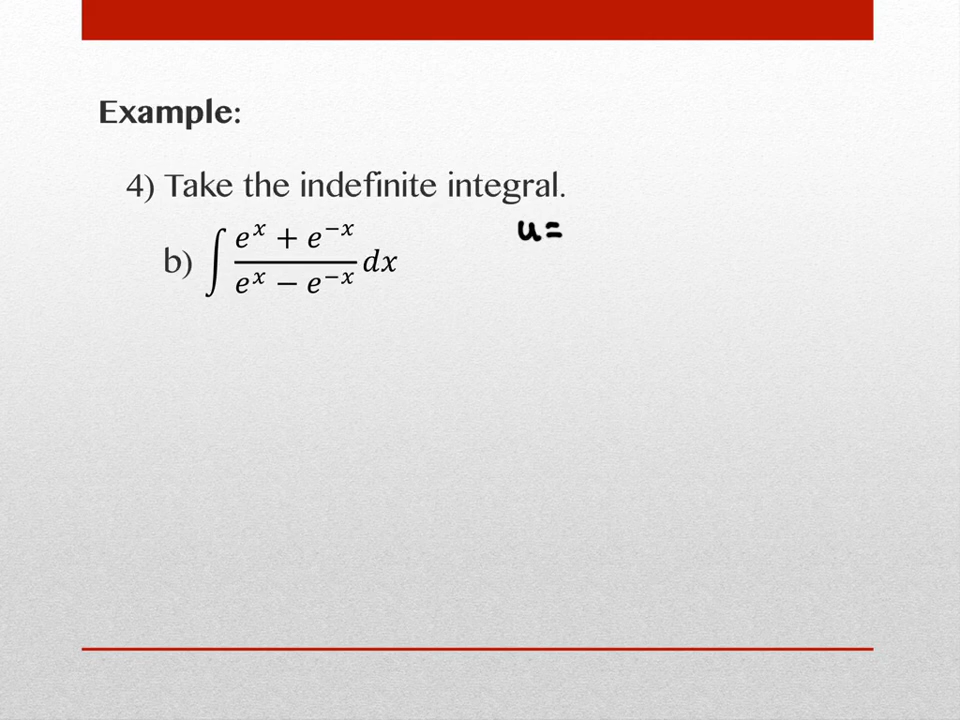 Example:
4) Take the indefinite integral.
u=
b) ∫ (e^x + e^{-x})/(e^x − e^{-x}) dx